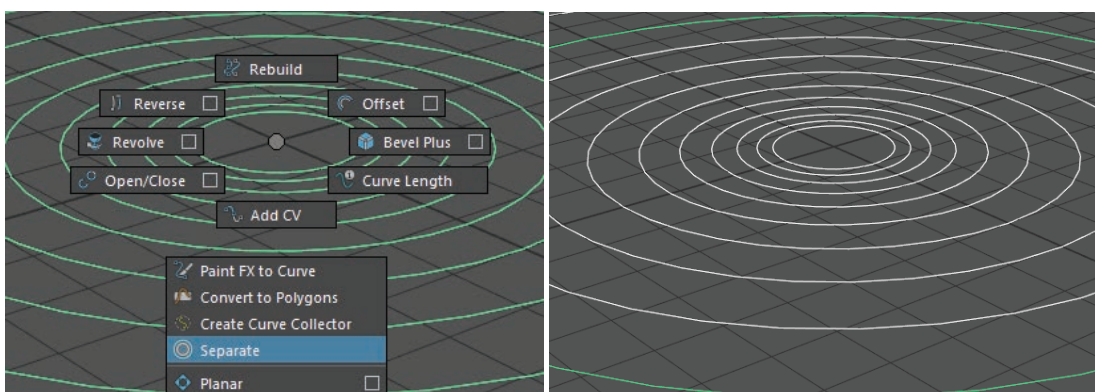 Rebuild
Reverse
Offset
Revolve
Bevel Plus
Open/Close
Curve Length
Add CV
Paint FX to Curve
Convert to Polygons
Create Curve Collector
Separate
Planar